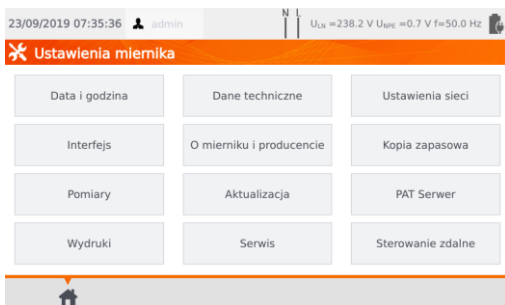 23/09/2019 07:35:36 admin N L ULN =238.2 V UNPE =0.7 V f=50.0 Hz
Ustawienia miernika
Data i godzina Dane techniczne Ustawienia sieci
Interfejs O mierniku i producencie Kopia zapasowa
Pomiary Aktualizacja PAT Serwer
Wydruki Serwis Sterowanie zdalne